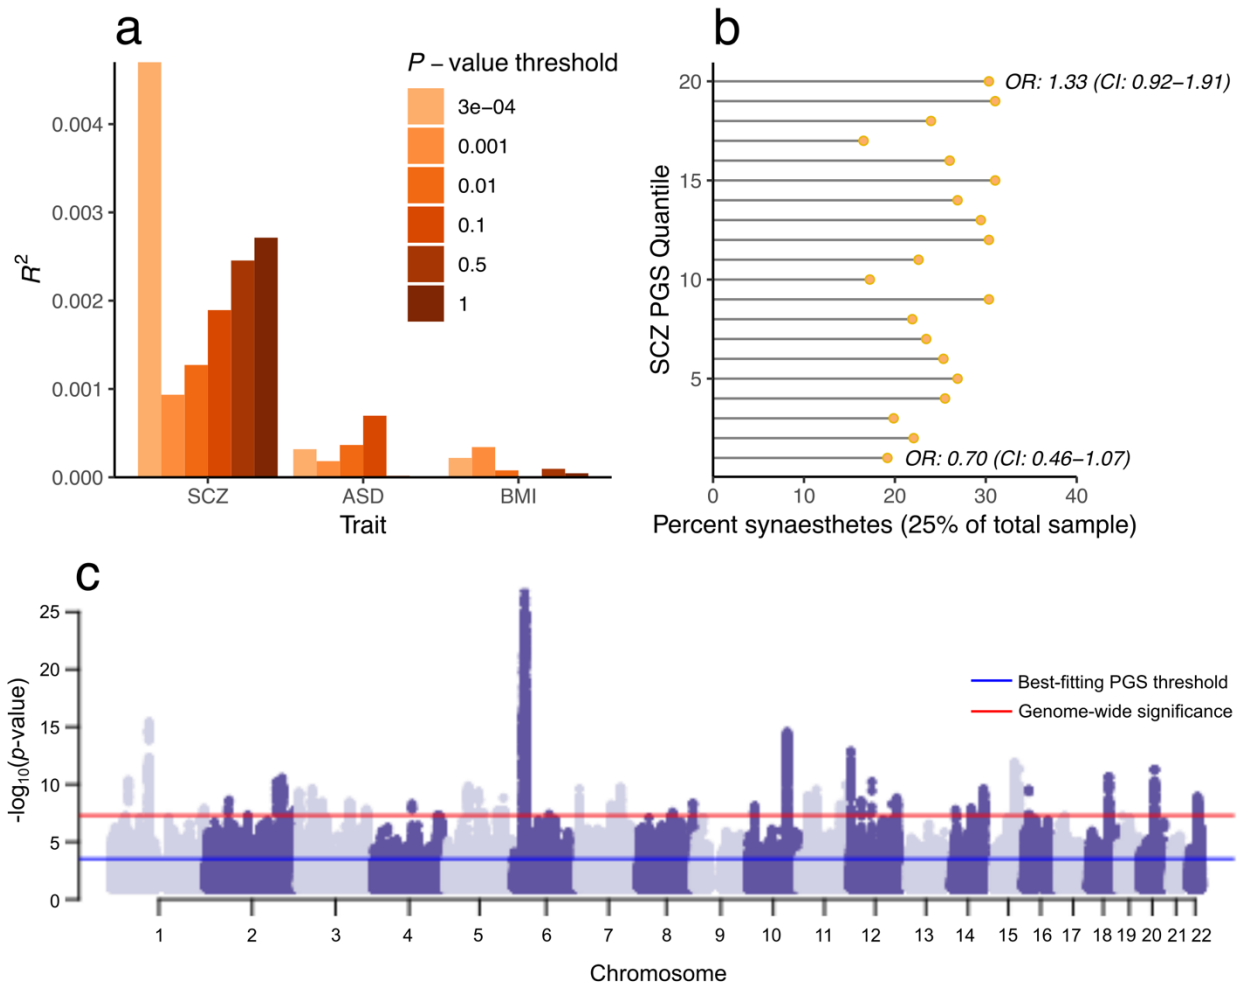 a
P – value threshold
3e−04
0.001
0.01
0.1
0.5
1
0.004
0.003
0.002
0.001
0.000
R²
SCZ ASD BMI
Trait
b
20
15
10
5
SCZ PGS Quantile
OR: 1.33 (CI: 0.92−1.91)
OR: 0.70 (CI: 0.46−1.07)
0 10 20 30 40
Percent synaesthetes (25% of total sample)
c
25
20
15
10
5
0
-log₁₀(p-value)
Best-fitting PGS threshold
Genome-wide significance
1 2 3 4 5 6 7 8 9 10 11 12 13 14 15 16 17 18 19 20 21 22
Chromosome